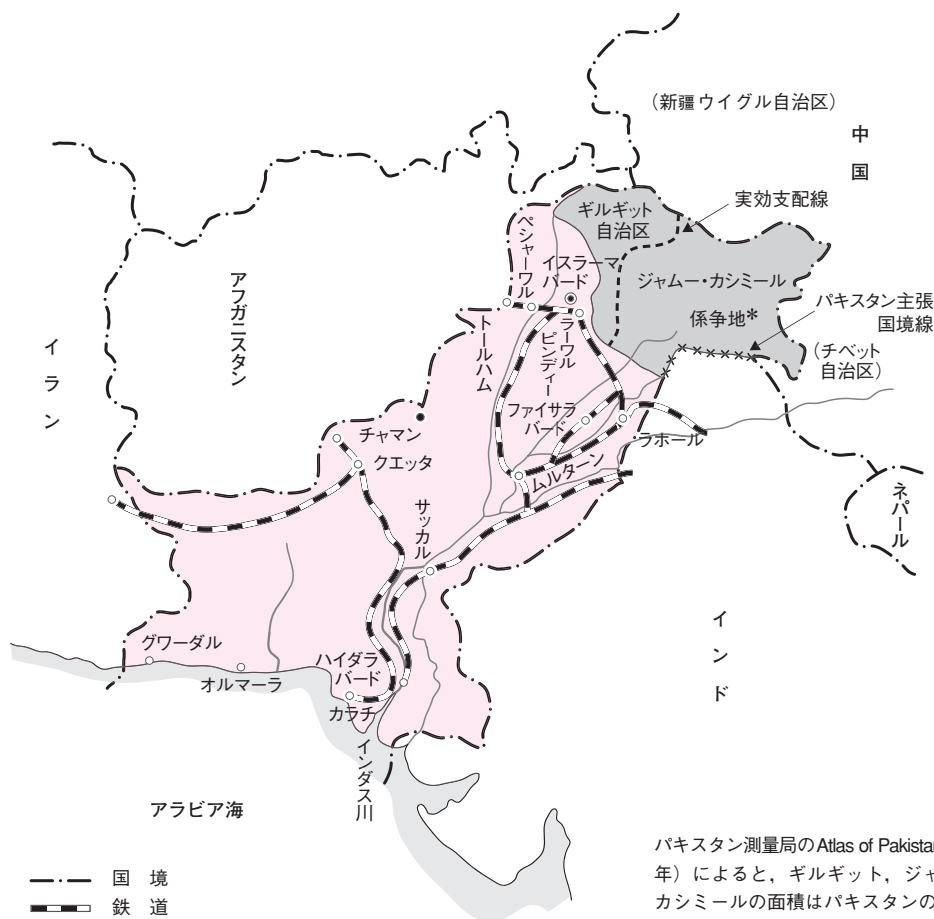 （新疆ウイグル自治区）
中国
実効支配線
ギルギット
自治区
ペシャーワル
イスラーマ
バード
ジャムー・カシミール
係争地*
パキスタン主張
国境線
（チベット
自治区）
アフガニスタン
イラン
トールハム
ラーワル
ピンディー
ファイサラ
バード
ラホール
チャマン
クエッタ
ムルターン
サッカル
ネパール
インド
グワーダル
オルマーラ
ハイダラ
バード
カラチ
インダス川
アラビア海
国　境
鉄　道
パキスタン測量局のAtlas of Pakistan
年）によると，ギルギット，ジャ
カシミールの面積はパキスタンの